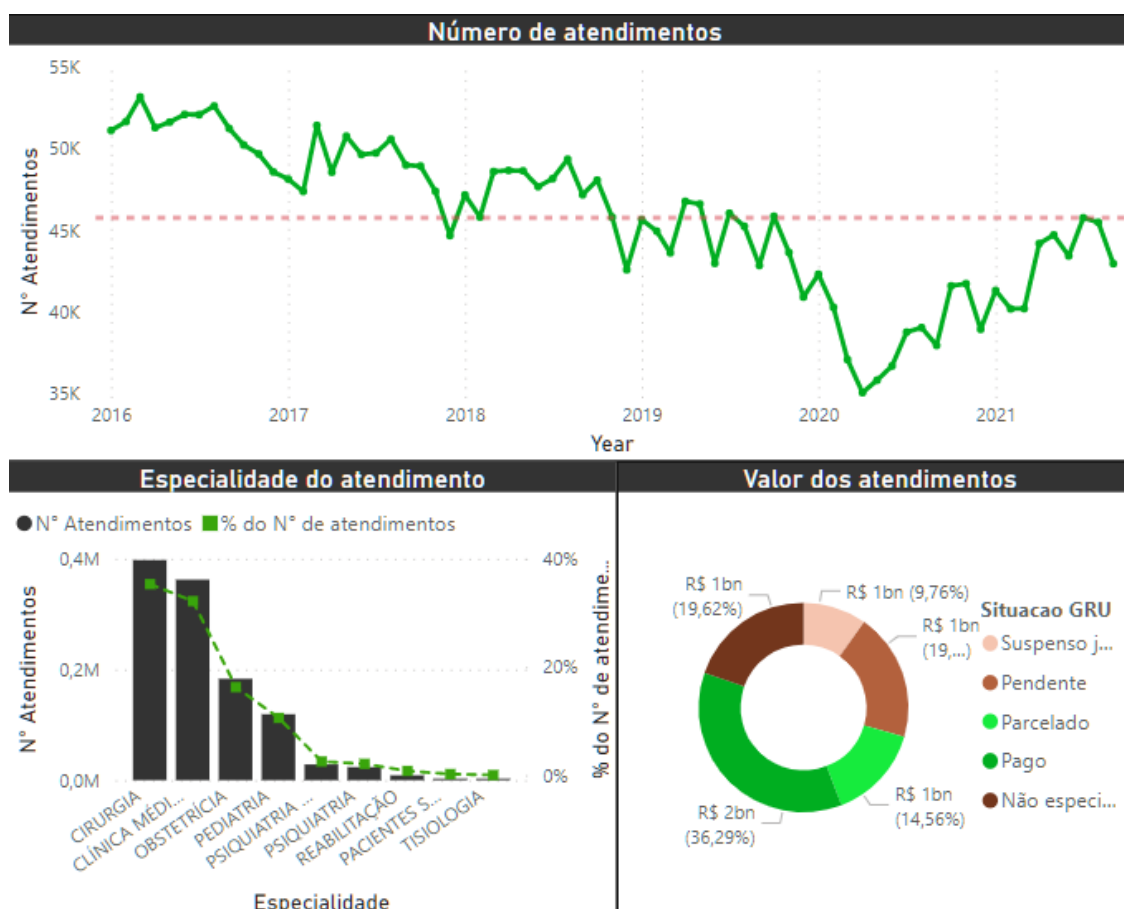 Número de atendimentos
N° Atendimentos
55K
50K
45K
40K
35K
2016 2017 2018 2019 2020 2021
Year
Especialidade do atendimento
N° Atendimentos % do N° de atendimentos
N° Atendimentos
0,4M
0,2M
0,0M
40%
20%
0%
% do N° de atendime...
CIRURGIA
CLÍNICA MÉDI...
OBSTETRÍCIA
PEDIATRIA
PSIQUIATRIA ...
PSIQUIATRIA
REABILITAÇÃO
PACIENTES S...
TISIOLOGIA
Especialidade
Valor dos atendimentos
R$ 1bn (9,76%)
R$ 1bn
(19,...)
R$ 1bn
(14,56%)
R$ 2bn
(36,29%)
R$ 1bn
(19,62%)
Situacao GRU
Suspenso j...
Pendente
Parcelado
Pago
Não especi...